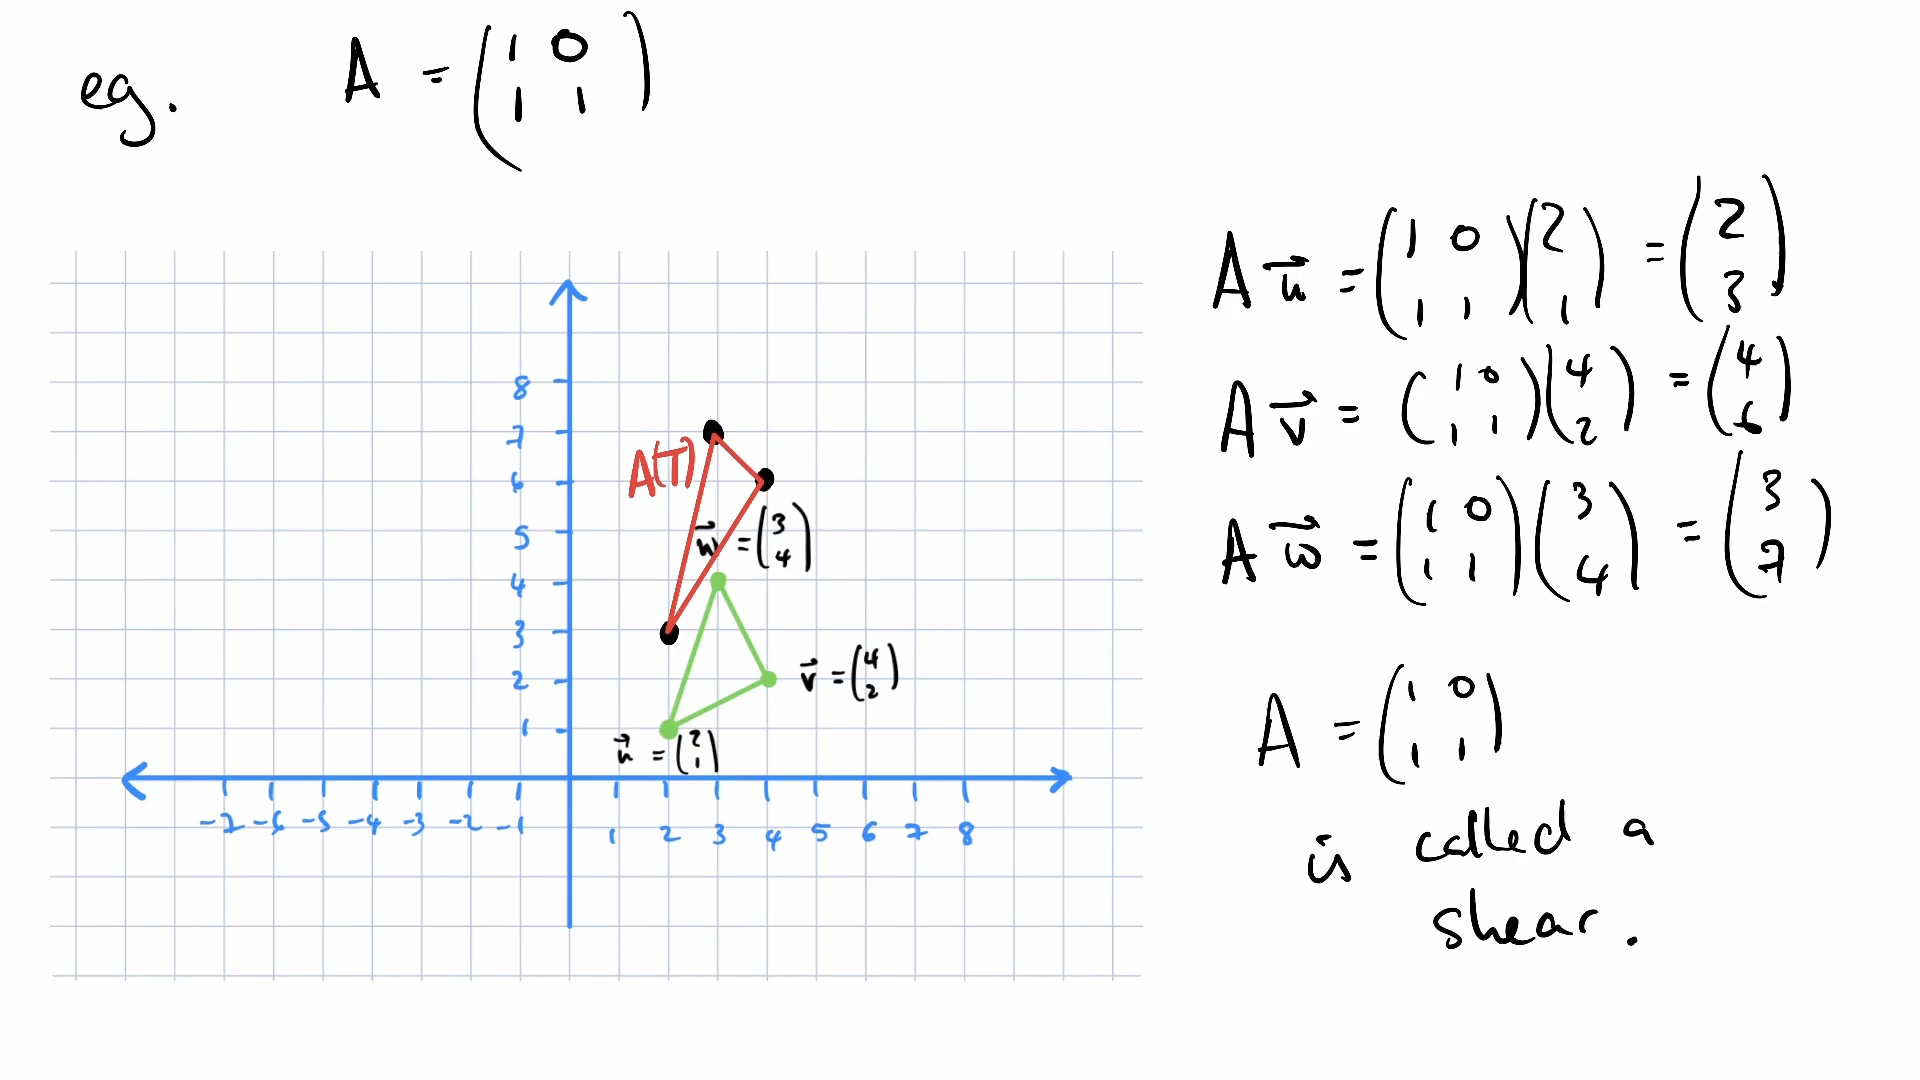 eg. A = (1 0
1 1)
A u⃗ = (1 0
1 1)(2
1) = (2
3)
A v⃗ = (1 0
1 1)(4
2) = (4
6)
A w⃗ = (1 0
1 1)(3
4) = (3
7)
A = (1 0
1 1)
is called a
shear.
8
7
6
5
4
3
2
1
A(T)
w⃗ = (3
4)
v⃗ = (4
2)
u⃗ = (2
1)
-7 -6 -5 -4 -3 -2 -1 1 2 3 4 5 6 7 8